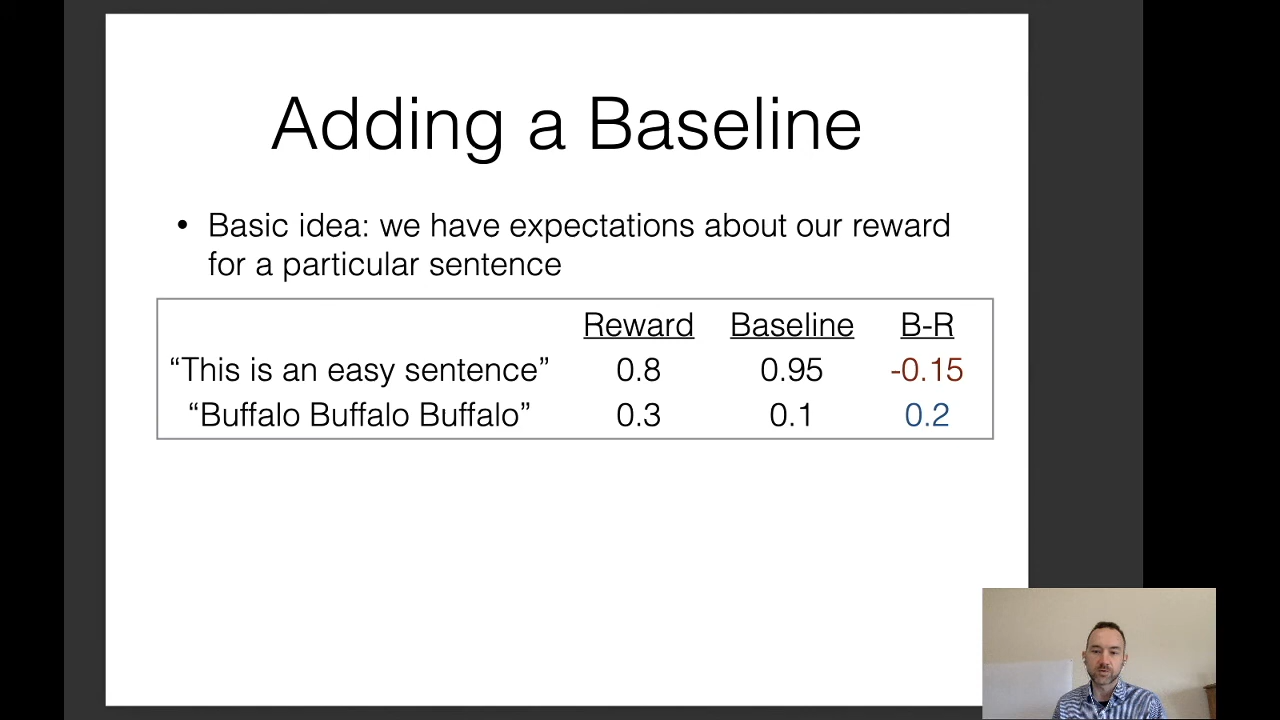 Adding a Baseline
• Basic idea: we have expectations about our reward
for a particular sentence
Reward Baseline B-R
“This is an easy sentence” 0.8 0.95 -0.15
“Buffalo Buffalo Buffalo” 0.3 0.1 0.2